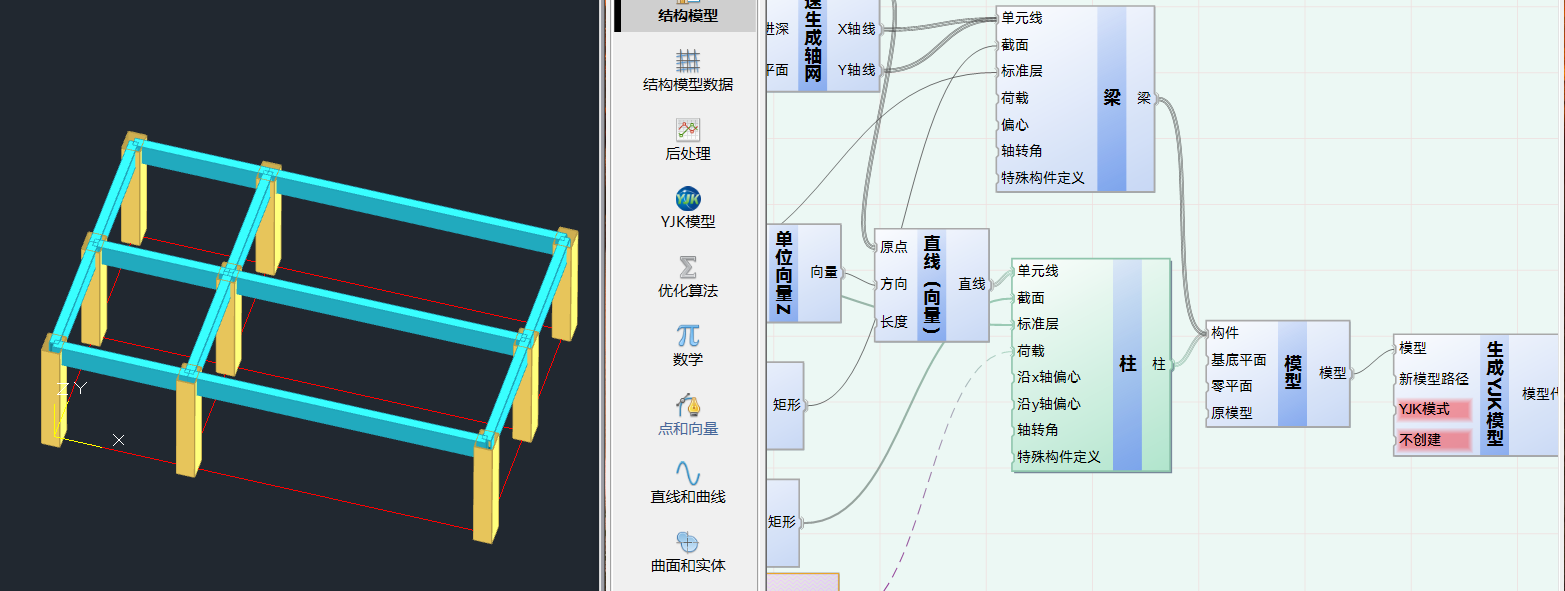 Z Y
X
结构模型
结构模型数据
后处理
YJK
YJK模型
优化算法
π
数学
点和向量
直线和曲线
曲面和实体
进深
平面
速生成轴网
X轴线
Y轴线
单元线
截面
标准层
荷载
偏心
轴转角
特殊构件定义
梁
梁
单位向量Z
向量
原点
方向
长度
直线（向量）
直线
矩形
矩形
单元线
截面
标准层
荷载
沿x轴偏心
沿y轴偏心
轴转角
特殊构件定义
柱
柱
构件
基底平面
零平面
原模型
模型
模型
模型
新模型路径
YJK模式
不创建
生成YJK模型